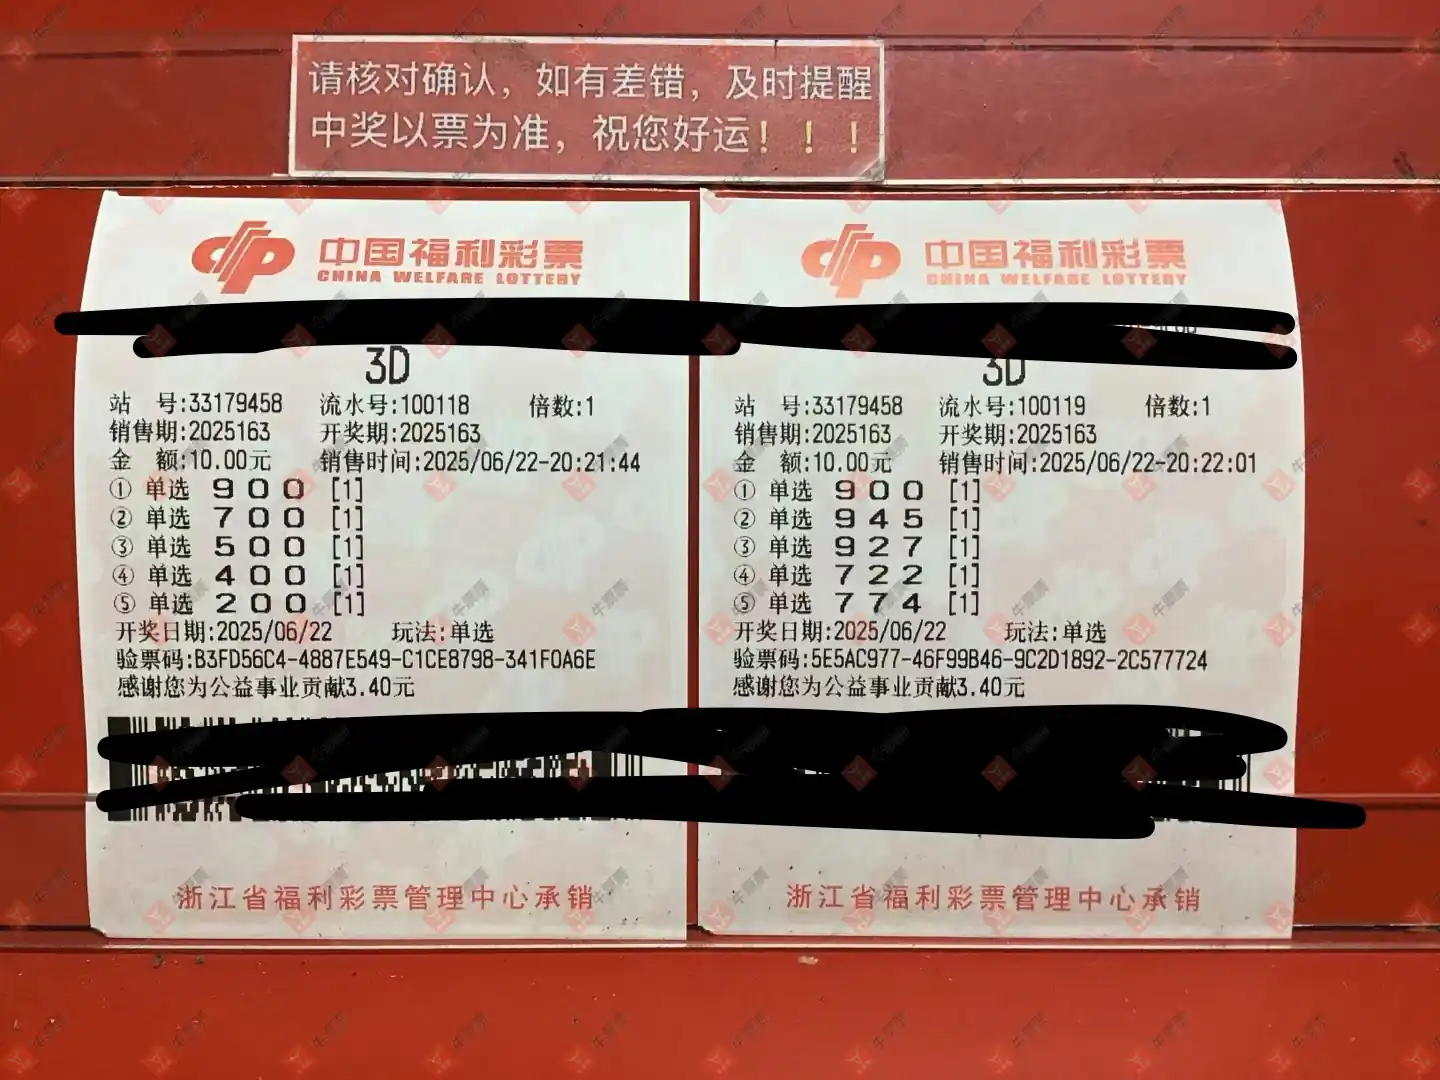 请核对确认，如有差错，及时提醒
中奖以票为准，祝您好运！！！
中国福利彩票
CHINA WELFARE LOTTERY
3D
站 号:33179458 流水号:100118 倍数:1
销售期:2025163 开奖期:2025163
金 额:10.00元 销售时间:2025/06/22-20:21:44
① 单选 9 0 0 [1]
② 单选 7 0 0 [1]
③ 单选 5 0 0 [1]
④ 单选 4 0 0 [1]
⑤ 单选 2 0 0 [1]
开奖日期:2025/06/22 玩法:单选
验票码:B3FD56C4-4887E549-C1CE8798-341F0A6E
感谢您为公益事业贡献3.40元
浙江省福利彩票管理中心承销
中国福利彩票
CHINA WELFARE LOTTERY
3D
站 号:33179458 流水号:100119 倍数:1
销售期:2025163 开奖期:2025163
金 额:10.00元 销售时间:2025/06/22-20:22:01
① 单选 9 0 0 [1]
② 单选 9 4 5 [1]
③ 单选 9 2 7 [1]
④ 单选 7 2 2 [1]
⑤ 单选 7 7 4 [1]
开奖日期:2025/06/22 玩法:单选
验票码:5E5AC977-46F99B46-9C2D1892-2C577724
感谢您为公益事业贡献3.40元
浙江省福利彩票管理中心承销